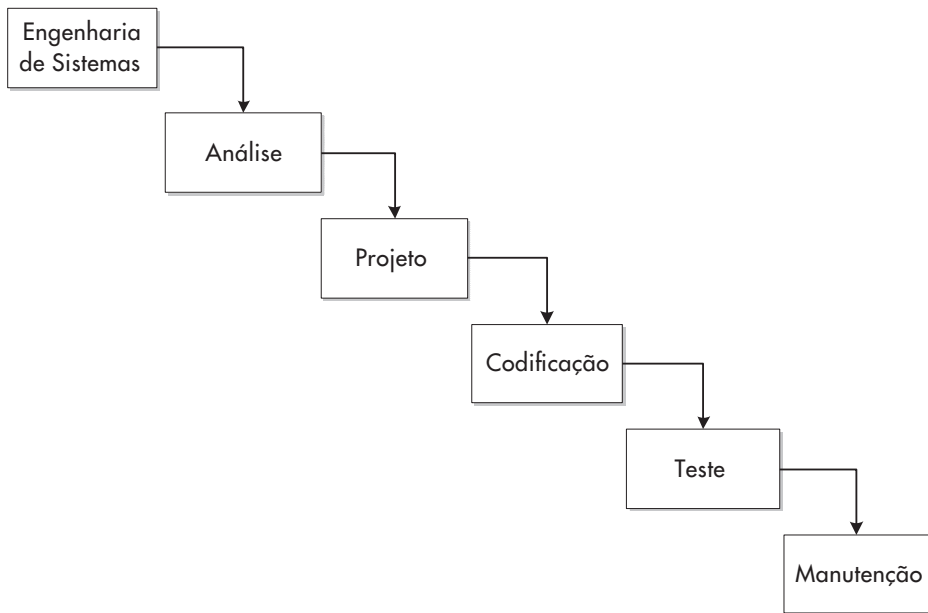 Engenharia
de Sistemas
Análise
Projeto
Codificação
Teste
Manutenção